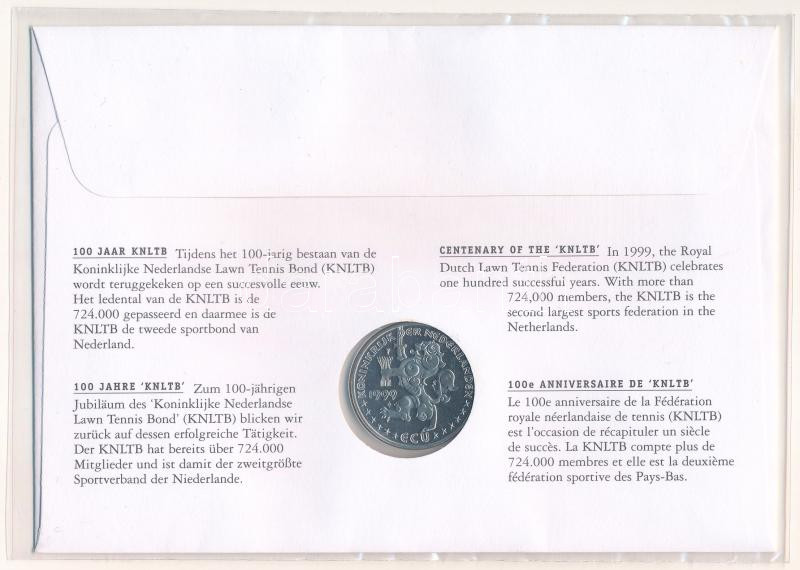 100 JAAR KNLTB Tijdens het 100-jarig bestaan van de
Koninklijke Nederlandse Lawn Tennis Bond (KNLTB)
wordt teruggekeken op een succesvolle eeuw.
Het ledental van de KNLTB is de
724.000 gepasseerd en daarmee is de
KNLTB de tweede sportbond van
Nederland.
100 JAHRE ‘KNLTB’ Zum 100-jährigen
Jubiläum des ‘Koninklijke Nederlandse
Lawn Tennis Bond’ (KNLTB) blicken wir
zurück auf dessen erfolgreiche Tätigkeit.
Der KNLTB hat bereits über 724.000
Mitglieder und ist damit der zweitgrößte
Sportverband der Niederlande.
KONINKRIJK DER NEDERLANDEN
1999
ECU
CENTENARY OF THE ‘KNLTB’ In 1999, the Royal
Dutch Lawn Tennis Federation (KNLTB) celebrates
one hundred successful years. With more than
724,000 members, the KNLTB is the
second largest sports federation in the
Netherlands.
100e ANNIVERSAIRE DE ‘KNLTB’
Le 100e anniversaire de la Fédération
royale néerlandaise de tennis (KNLTB)
est l'occasion de récapituler un siècle
de succès. La KNLTB compte plus de
724.000 membres et elle est la deuxième
fédération sportive des Pays-Bas.